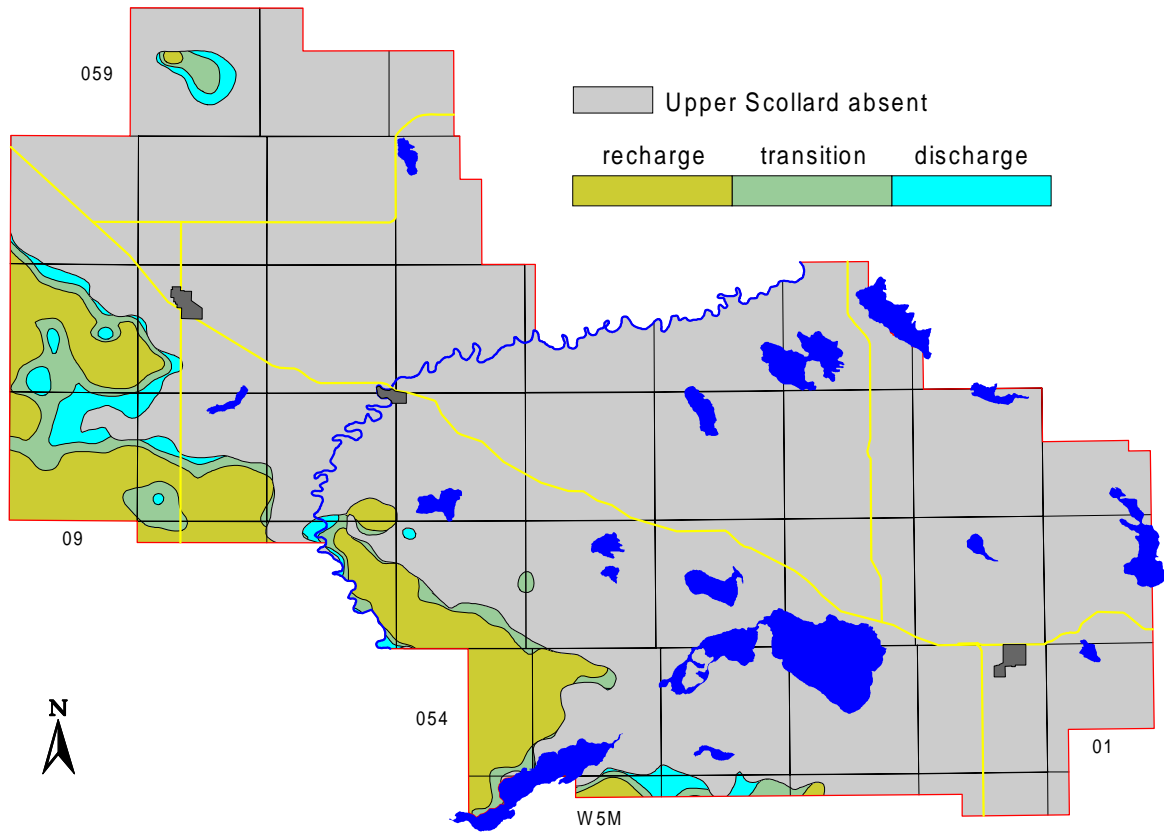 059
Upper Scollard absent
recharge transition discharge
09
N
054
01
W5M